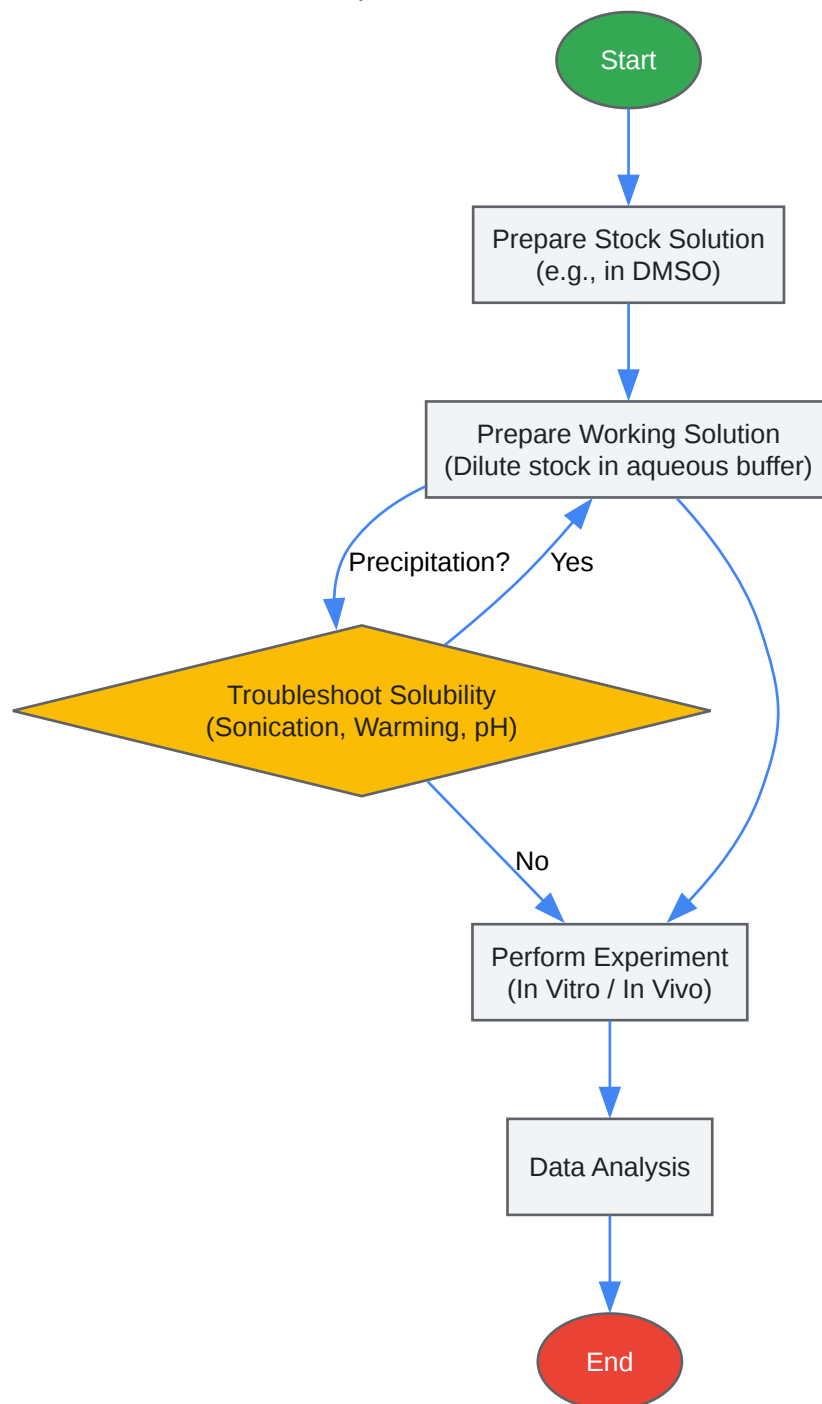 Start
Prepare Stock Solution
(e.g., in DMSO)
Prepare Working Solution
(Dilute stock in aqueous buffer)
Precipitation?
Yes
Troubleshoot Solubility
(Sonication, Warming, pH)
No
Perform Experiment
(In Vitro / In Vivo)
Data Analysis
End